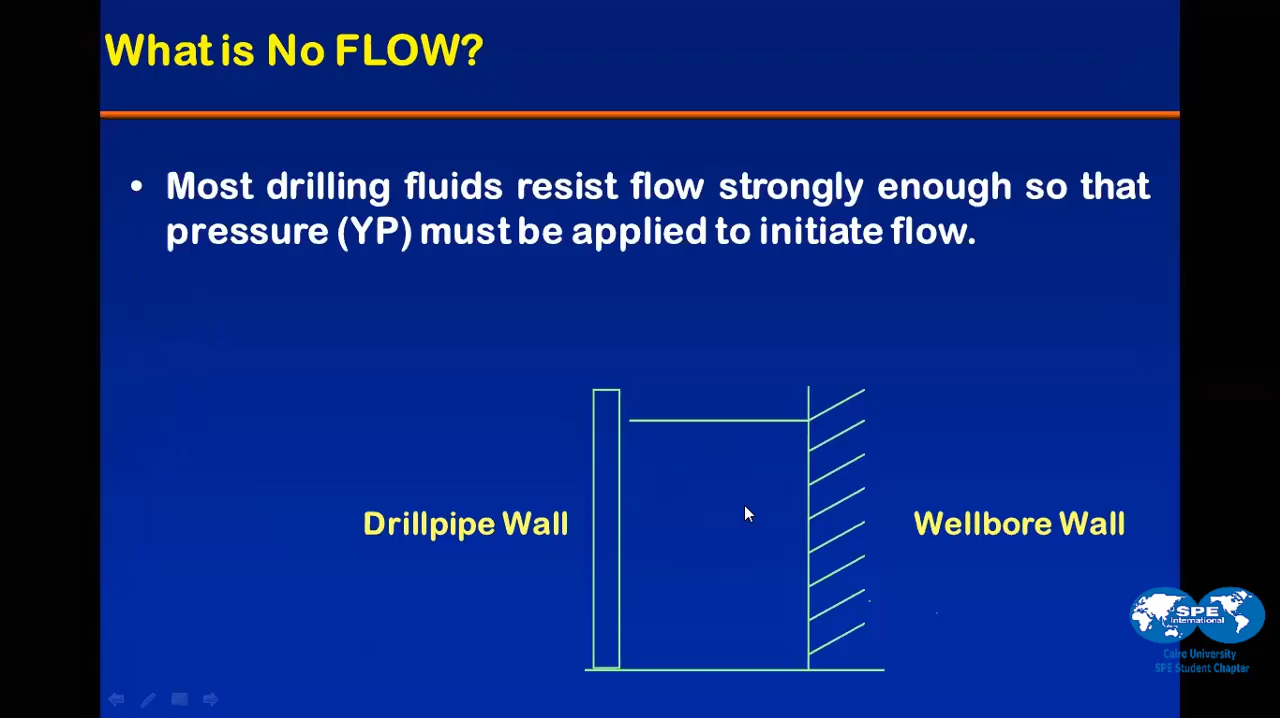 What is No FLOW?
• Most drilling fluids resist flow strongly enough so that
pressure (YP) must be applied to initiate flow.
Drillpipe Wall
Wellbore Wall
SPE
International
Cairo University
SPE Student Chapter